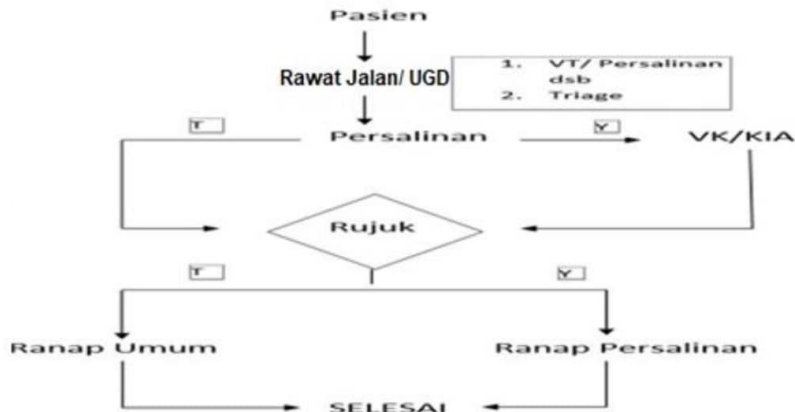 Pasien
Rawat Jalan/ UGD
1. VT/ Persalinan
dsb
2. Triage
T
Persalinan
Y
VK/KIA
Rujuk
T
Y
Ranap Umum
Ranap Persalinan
SELESAI